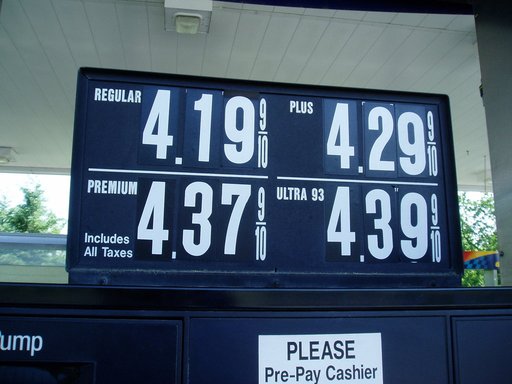 REGULAR 4.19 9/10
PLUS 4.29 9/10
PREMIUM 4.37 9/10
ULTRA 93 4.39 9/10
Includes
All Taxes
ump
PLEASE
Pre-Pay Cashier